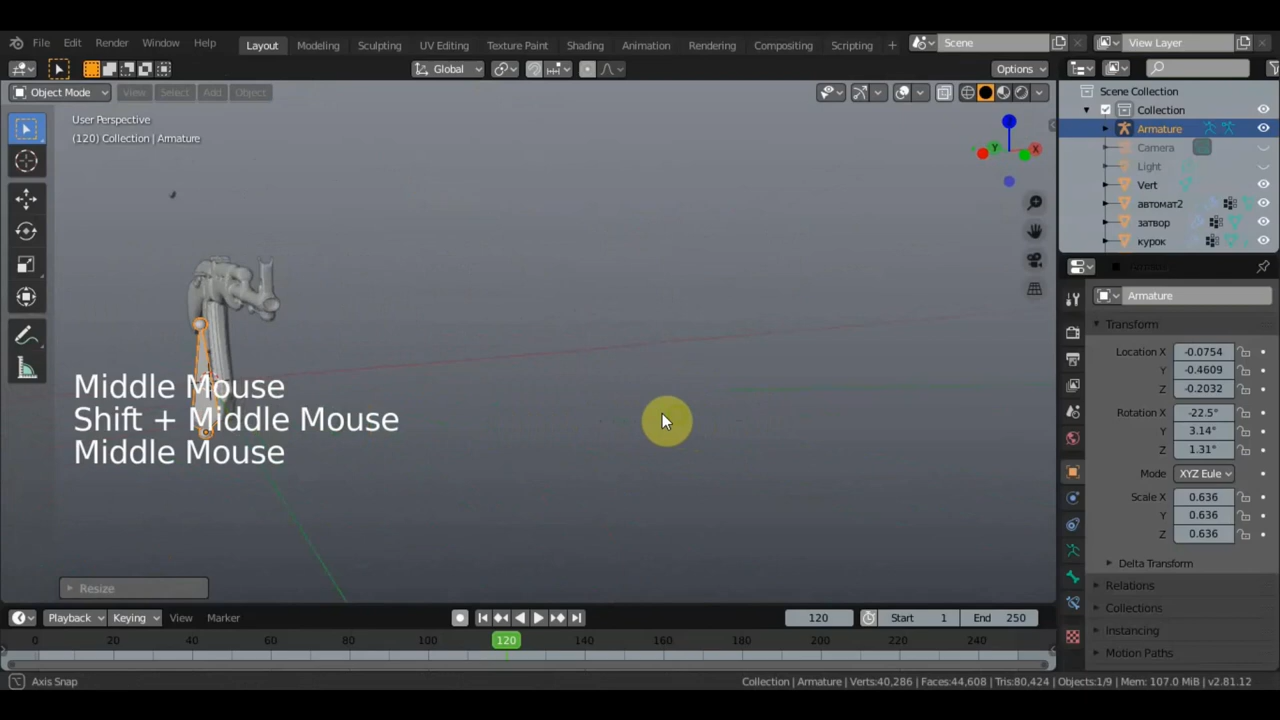 File Edit Render Window Help Layout Modeling Sculpting UV Editing Texture Paint Shading Animation Rendering Compositing Scripting + Scene View Layer
Global Options
Object Mode View Select Add Object
User Perspective
(120) Collection | Armature
Z
Y
X
Scene Collection
Collection
Armature
Camera
Light
Vert
автомат2
затвор
курок
Armature
Transform
Location X -0.0754
Y -0.4609
Z -0.2032
Rotation X -22.5°
Y 3.14°
Z 1.31°
Mode XYZ Eule
Scale X 0.636
Y 0.636
Z 0.636
Delta Transform
Relations
Collections
Instancing
Motion Paths
Middle Mouse
Shift + Middle Mouse
Middle Mouse
Resize
Playback Keying View Marker 120 Start 1 End 250
0 20 40 60 80 100 120 140 160 180 200 220 240
Axis Snap Collection | Armature | Verts:40,286 | Faces:44,608 | Tris:80,424 | Objects:1/9 | Mem: 107.0 MiB | v2.81.12